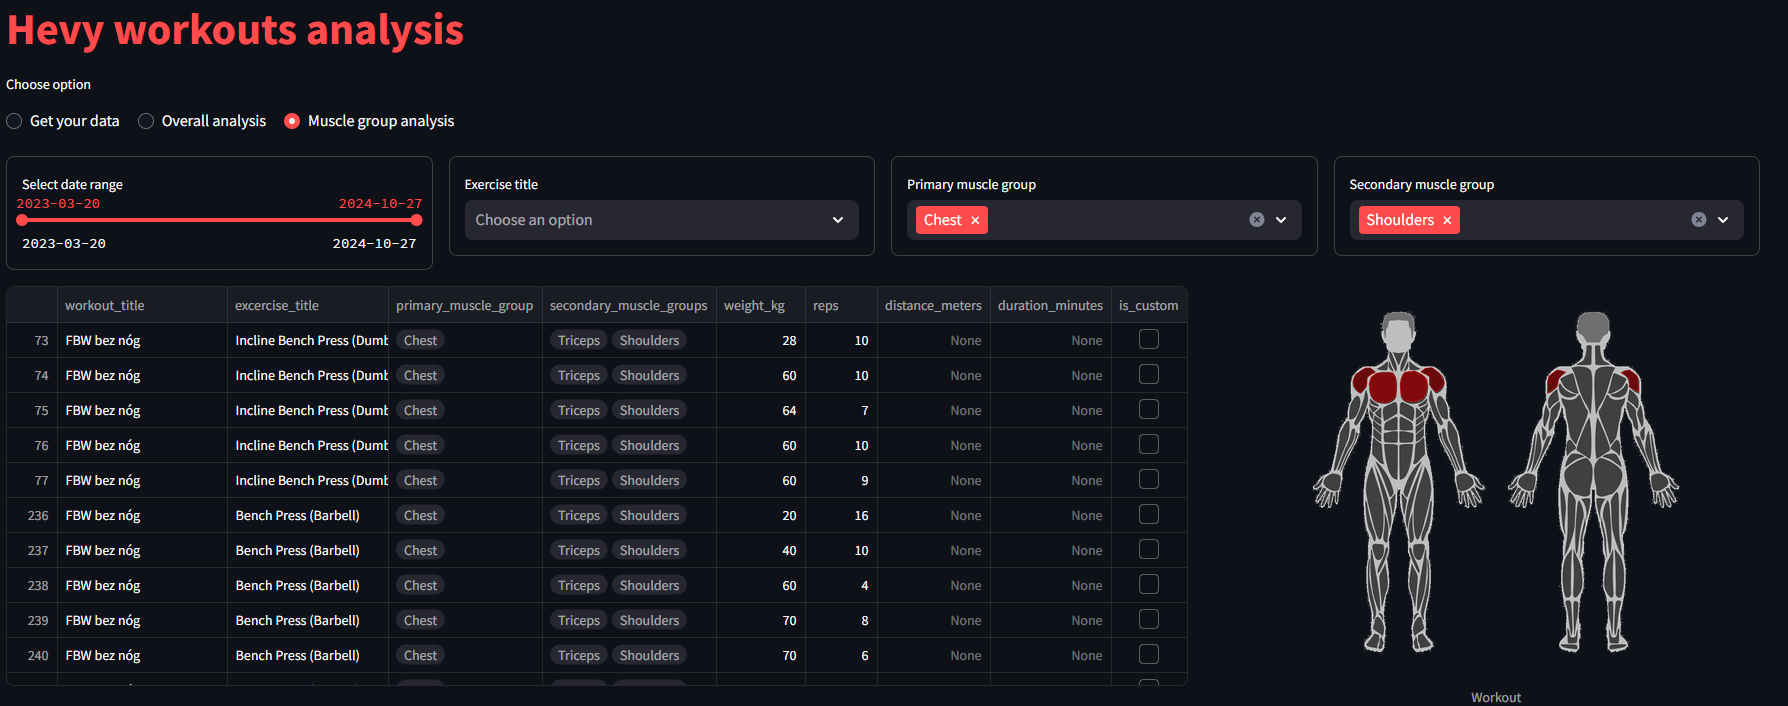 Hevy workouts analysis
Choose option
Get your data Overall analysis Muscle group analysis
Select date range Exercise title Primary muscle group Secondary muscle group
2023-03-20 2024-10-27
Choose an option Chest × Shoulders ×
2023-03-20 2024-10-27
workout_title excercise_title primary_muscle_group secondary_muscle_groups weight_kg reps distance_meters duration_minutes is_custom
73 FBW bez nóg Incline Bench Press (Dumb Chest Triceps Shoulders 28 10 None None
74 FBW bez nóg Incline Bench Press (Dumb Chest Triceps Shoulders 60 10 None None
75 FBW bez nóg Incline Bench Press (Dumb Chest Triceps Shoulders 64 7 None None
76 FBW bez nóg Incline Bench Press (Dumb Chest Triceps Shoulders 60 10 None None
77 FBW bez nóg Incline Bench Press (Dumb Chest Triceps Shoulders 60 9 None None
236 FBW bez nóg Bench Press (Barbell) Chest Triceps Shoulders 20 16 None None
237 FBW bez nóg Bench Press (Barbell) Chest Triceps Shoulders 40 10 None None
238 FBW bez nóg Bench Press (Barbell) Chest Triceps Shoulders 60 4 None None
239 FBW bez nóg Bench Press (Barbell) Chest Triceps Shoulders 70 8 None None
240 FBW bez nóg Bench Press (Barbell) Chest Triceps Shoulders 70 6 None None
Workout